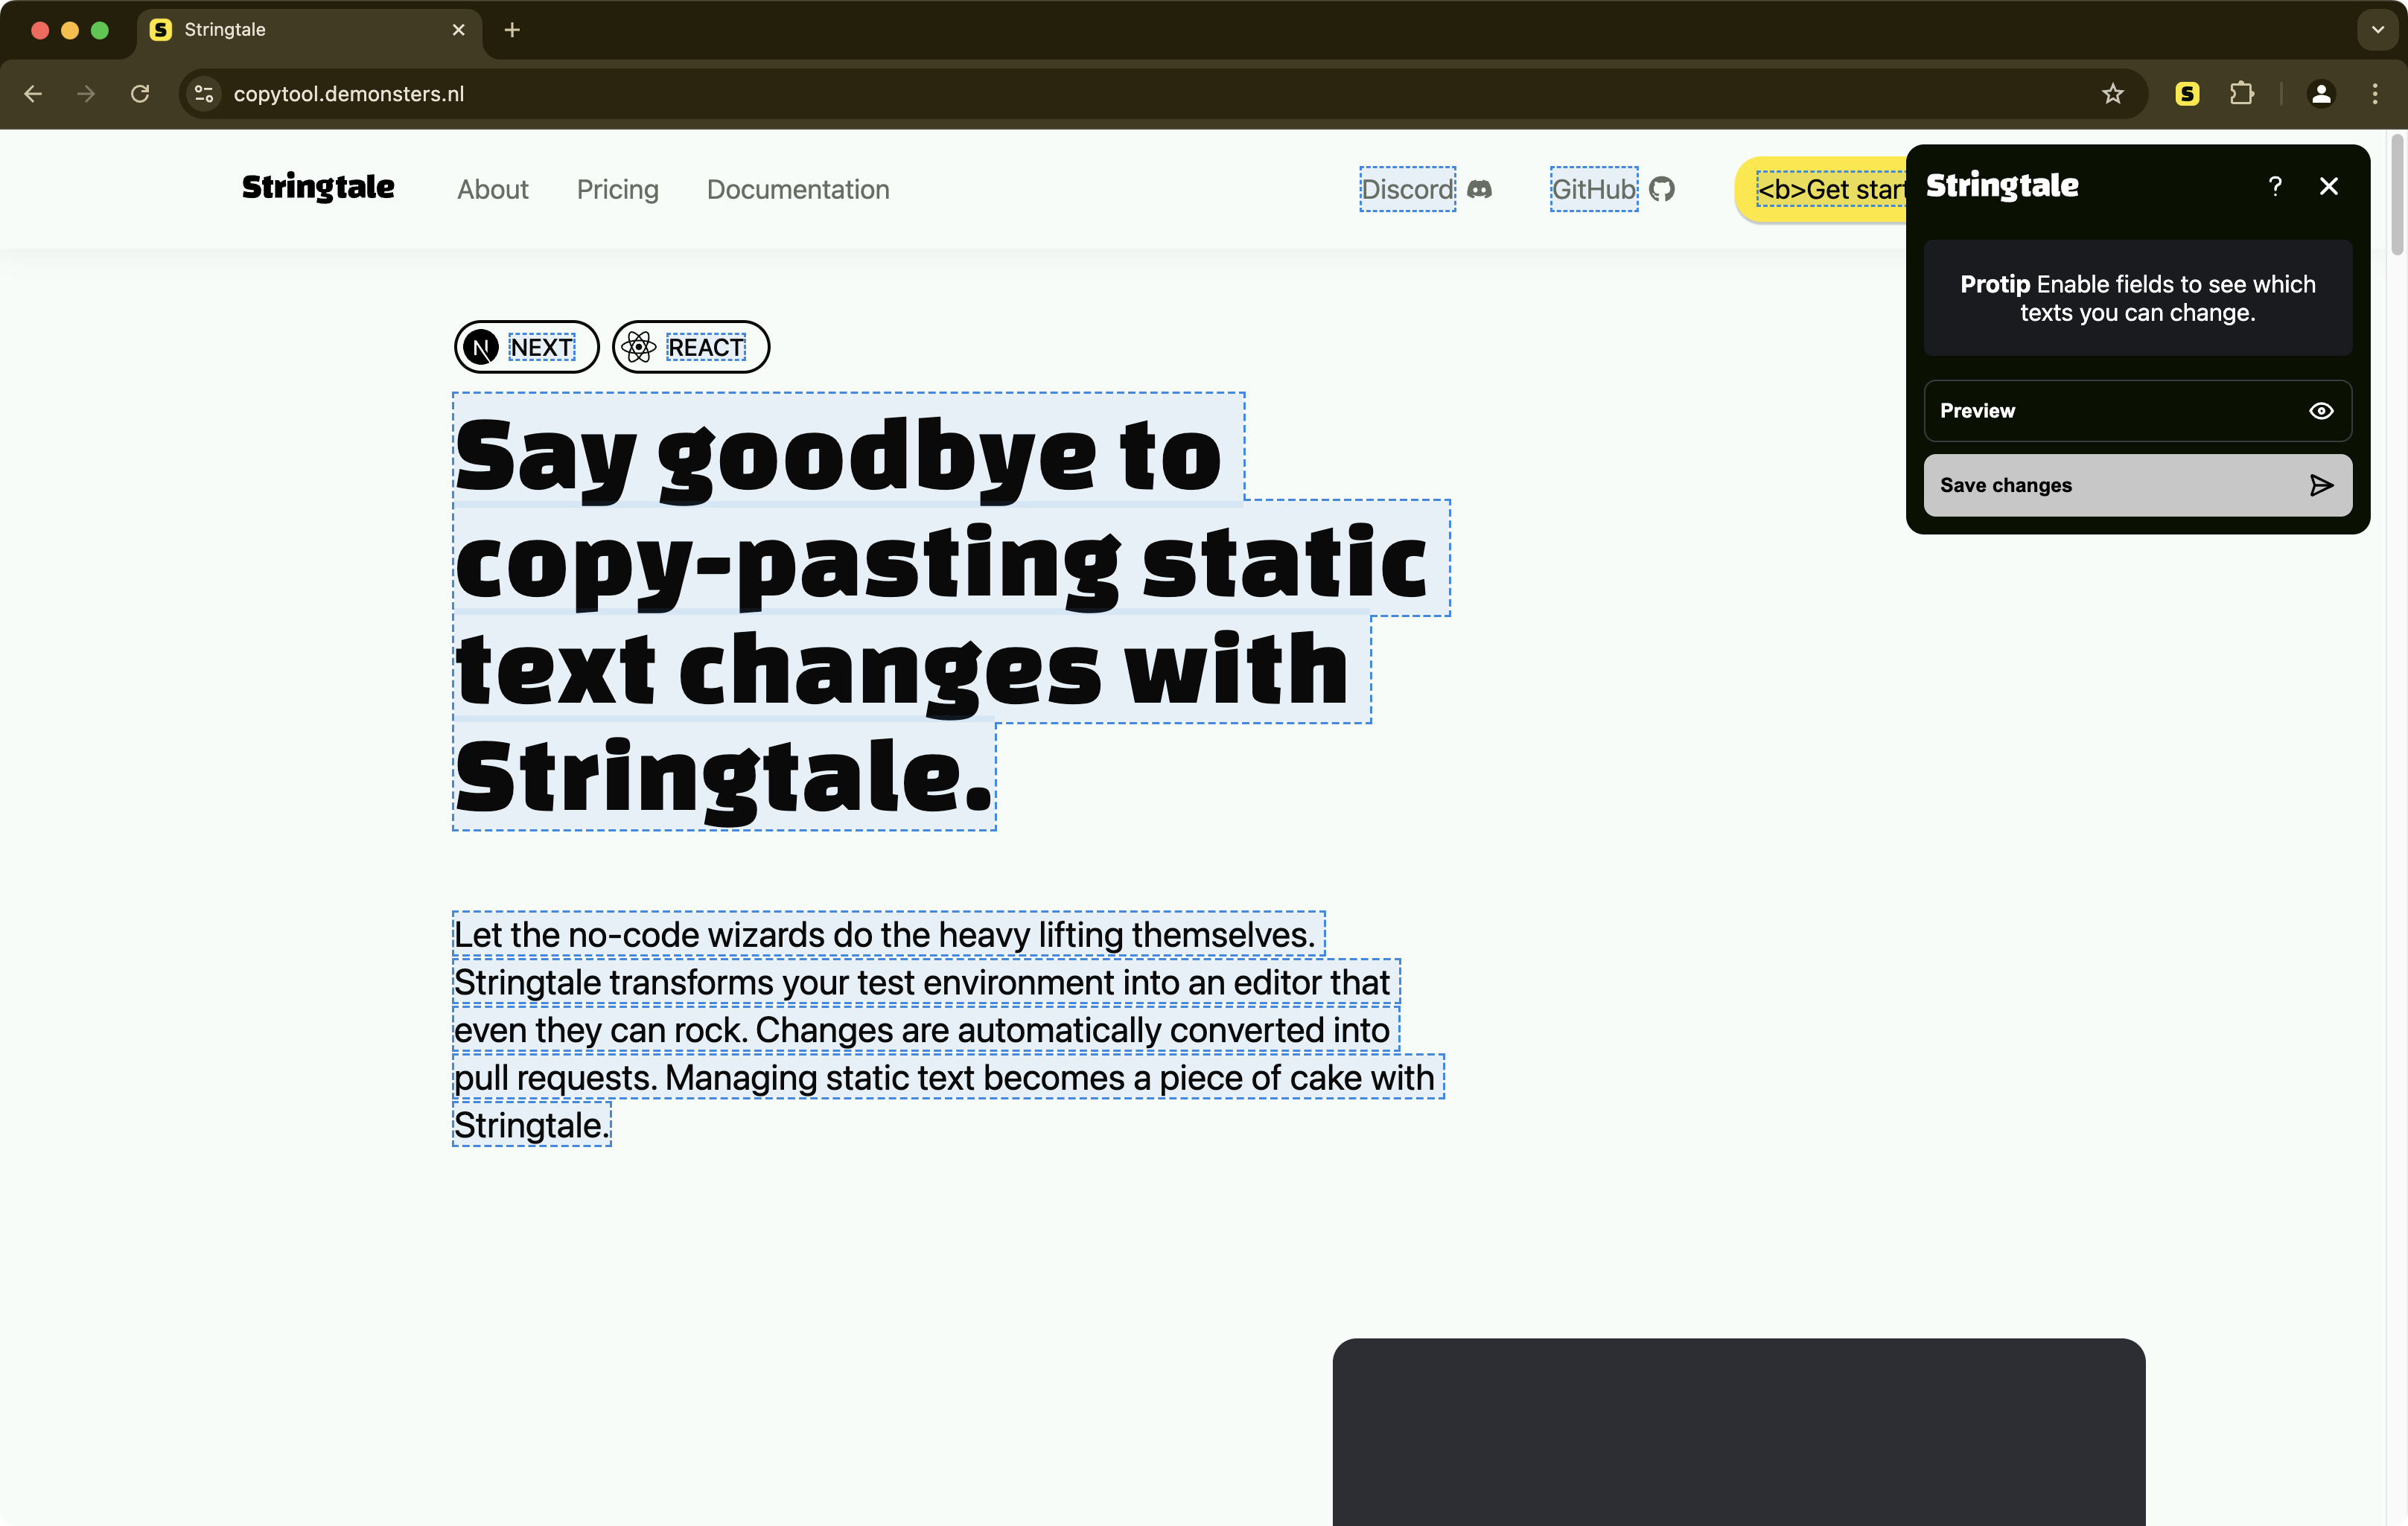 Stringtale
copytool.demonsters.nl
Stringtale
About
Pricing
Documentation
Discord
GitHub
<b>Get start
Stringtale
?
Protip Enable fields to see which
texts you can change.
Preview
Save changes
NEXT
REACT
Say goodbye to
copy-pasting static
text changes with
Stringtale.
Let the no-code wizards do the heavy lifting themselves.
Stringtale transforms your test environment into an editor that
even they can rock. Changes are automatically converted into
pull requests. Managing static text becomes a piece of cake with
Stringtale.